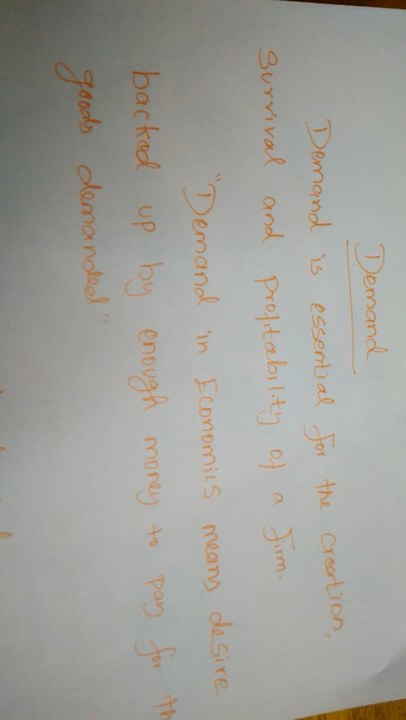 Demand
Demand is essential for the creation,
survival and profitability of a firm.
"Demand in Economics means desire
backed up by enough money to pay for th
goods demanded"